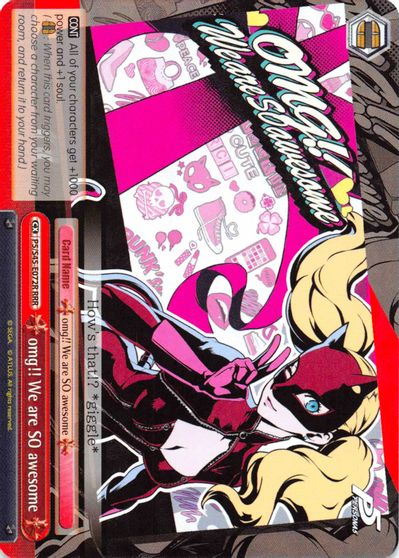 OMG!!
We are SO awesome
PEACE
CUTE
PUNK'S
How's that!? *giggle*
P5
PERSONA5
CONT All of your characters get +1000
power and +1 soul.
( : When this card triggers, you may
choose a character from your waiting
room, and return it to your hand )
Card Name omg!! We are SO awesome
CX P5/S45-E072R RRR omg!! We are SO awesome
© SEGA. © ATLUS. All rights reserved.